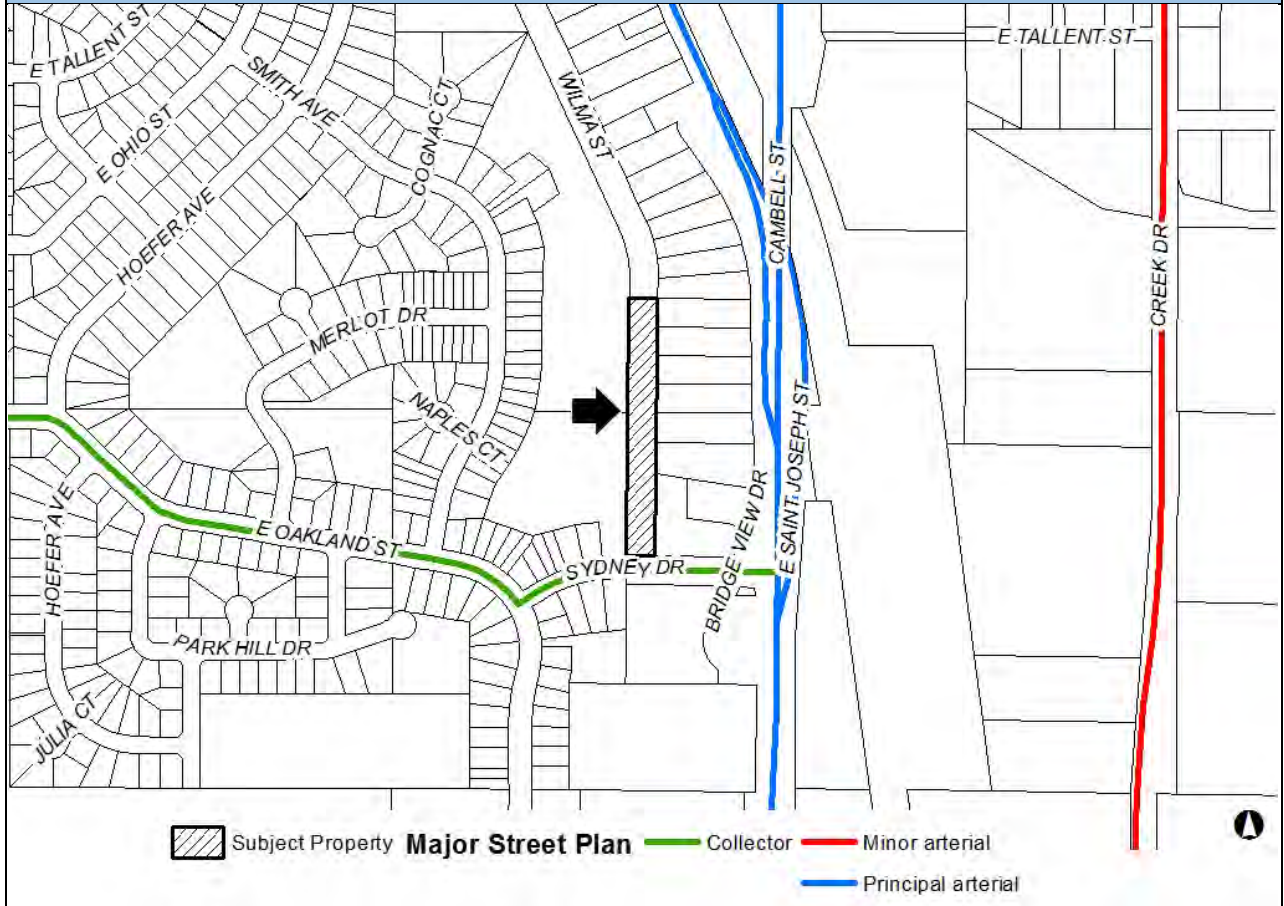 E TALLENT ST
SMITH AVE
E OHIO ST
HOEFER AVE
COGNAC CT
WILMA ST
CAMBELL ST
E TALLENT ST
CREEK DR
MERLOT DR
NAPLES CT
E SAINT JOSEPH ST
BRIDGE VIEW DR
E OAKLAND ST
SYDNEY DR
HOEFER AVE
PARK HILL DR
JULIA CT
Subject Property Major Street Plan Collector Minor arterial
Principal arterial